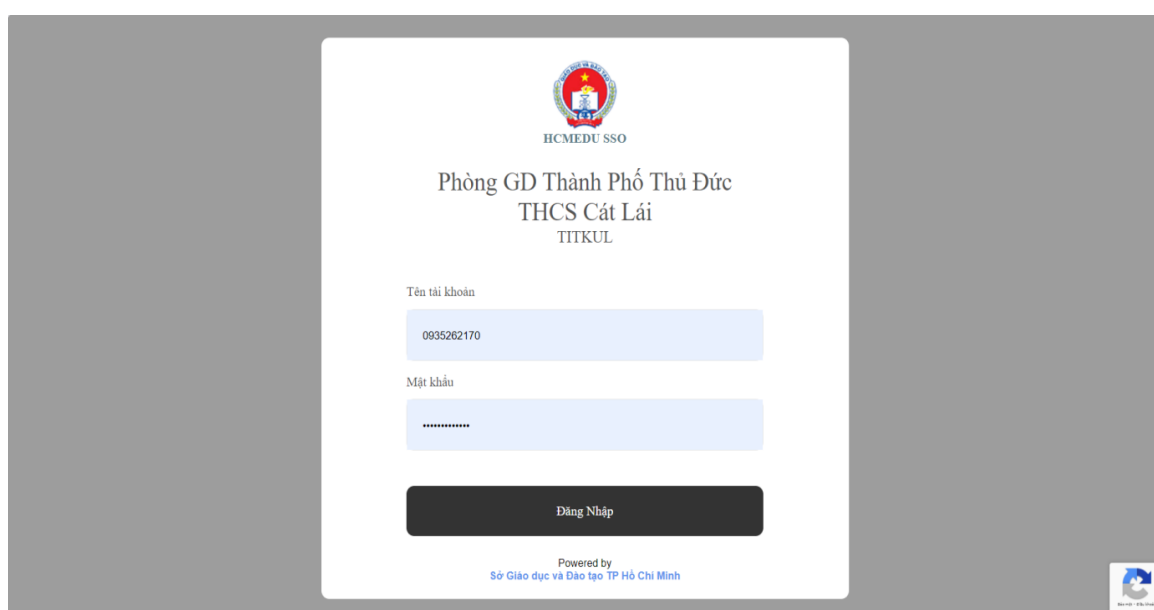 HCMEDU SSO
Phòng GD Thành Phố Thủ Đức
THCS Cát Lái
TITKUL
Tên tài khoản
0935262170
Mật khẩu
•••••••••••••
Đăng Nhập
Powered by
Sở Giáo dục và Đào tạo TP Hồ Chí Minh